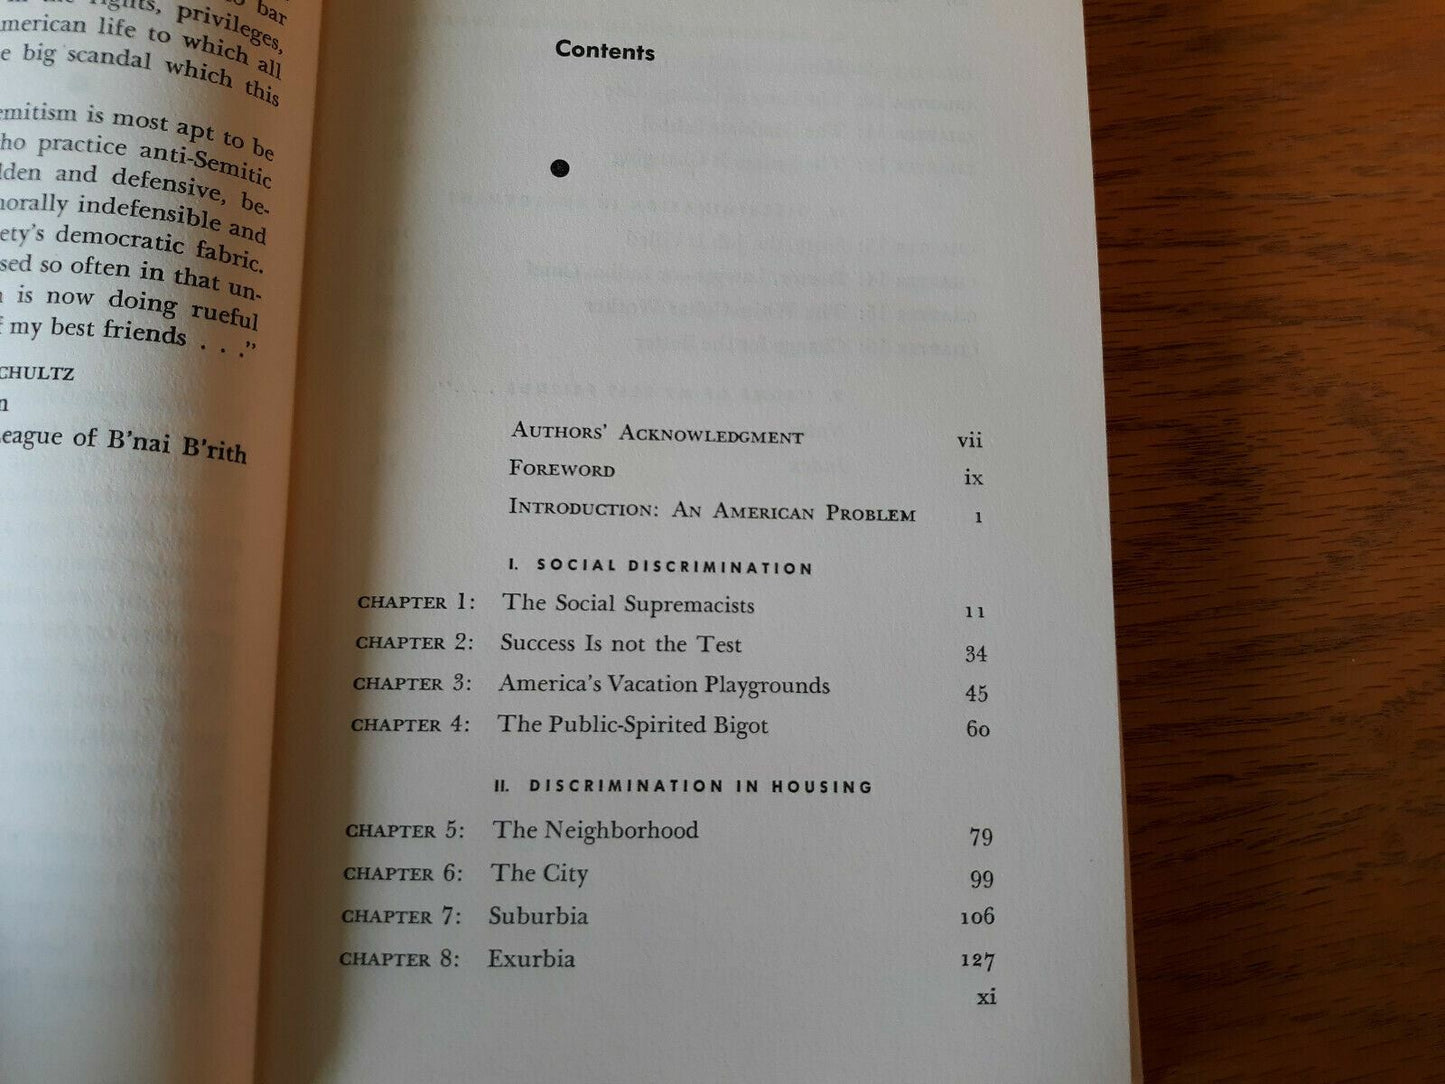 to bar
rights, privileges,
merican life to which all
e big scandal which this
emitism is most apt to be
ho practice anti-Semitic
lden and defensive, be-
norally indefensible and
ety's democratic fabric.
sed so often in that un-
is now doing rueful
f my best friends . . ."
CHULTZ
n
League of B'nai B'rith
Contents
AUTHORS' ACKNOWLEDGMENT vii
FOREWORD ix
INTRODUCTION: AN AMERICAN PROBLEM 1
I. SOCIAL DISCRIMINATION
CHAPTER 1: The Social Supremacists 11
CHAPTER 2: Success Is not the Test 34
CHAPTER 3: America's Vacation Playgrounds 45
CHAPTER 4: The Public-Spirited Bigot 60
II. DISCRIMINATION IN HOUSING
CHAPTER 5: The Neighborhood 79
CHAPTER 6: The City 99
CHAPTER 7: Suburbia 106
CHAPTER 8: Exurbia 127
xi